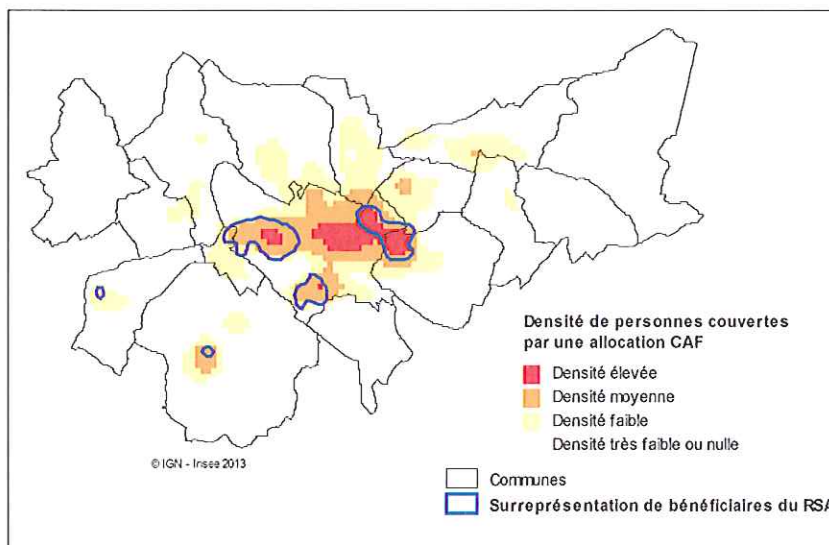 Densité de personnes couvertes
par une allocation CAF
Densité élevée
Densité moyenne
Densité faible
Densité très faible ou nulle
© IGN - Insee 2013
Communes
Surreprésentation de bénéficiaires du RSA